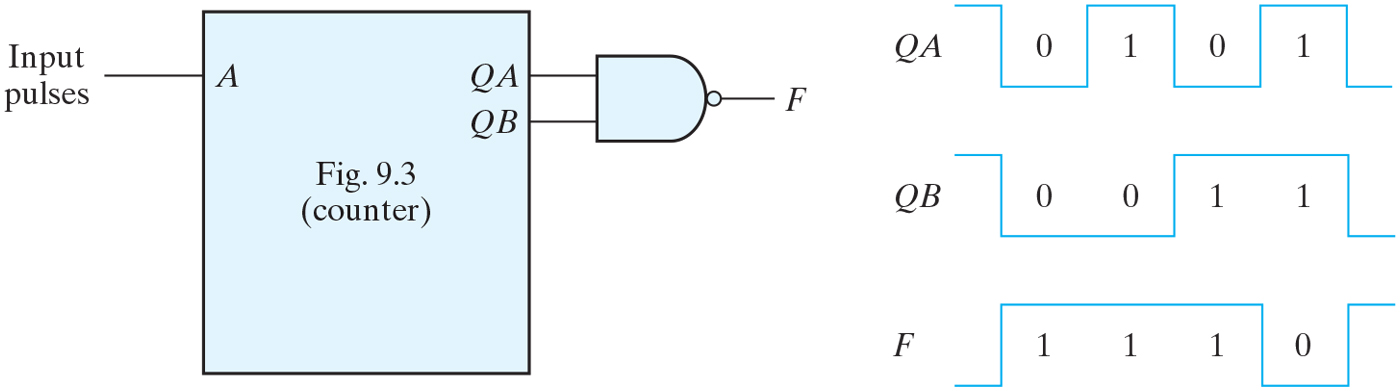 Input
pulses
A
QA
QB
Fig. 9.3
(counter)
F
QA 0 1 0 1
QB 0 0 1 1
F 1 1 1 0